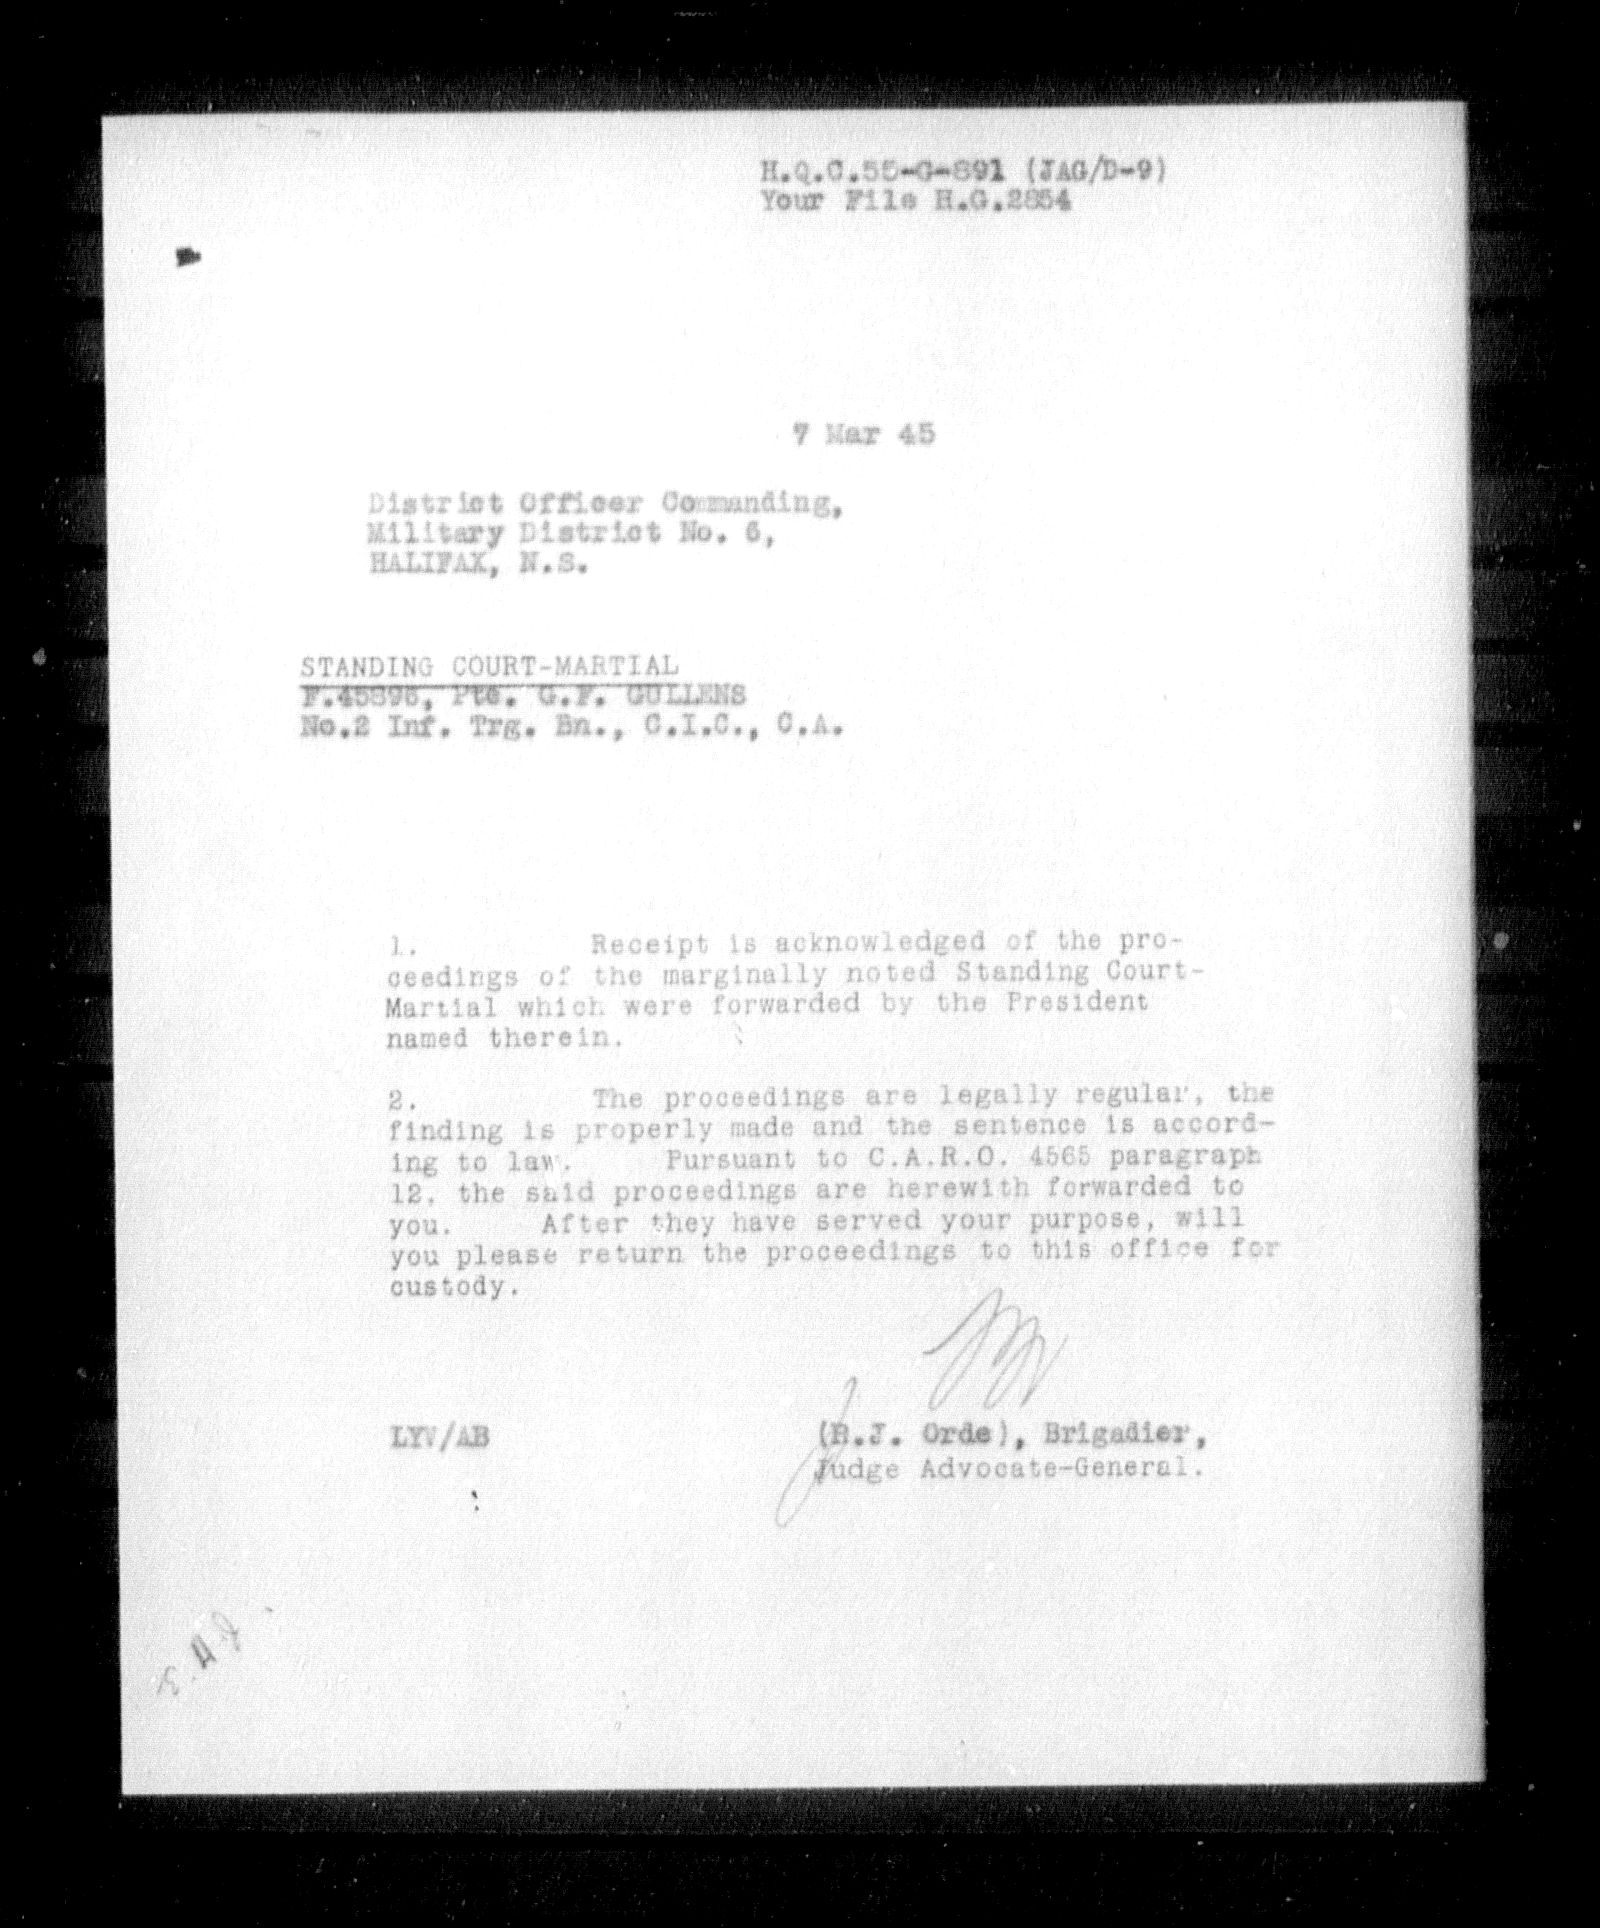 H.Q.C.55-G-891 (JAG/D-9)
Your File H.G.2854
7 Mar 45
District Officer Commanding,
Military District No. 6,
HALIFAX, N.S.
STANDING COURT-MARTIAL
F.45896, Pte. G.F. GULLENS
No.2 Inf. Trg. Bn., C.I.C., C.A.
1. Receipt is acknowledged of the pro-
ceedings of the marginally noted Standing Court-
Martial which were forwarded by the President
named therein.
2. The proceedings are legally regular, the
finding is properly made and the sentence is accord-
ing to law. Pursuant to C.A.R.O. 4565 paragraph
12. the said proceedings are herewith forwarded to
you. After they have served your purpose, will
you please return the proceedings to this office for
custody.
LYV/AB
(R.J. Orde), Brigadier,
Judge Advocate-General.